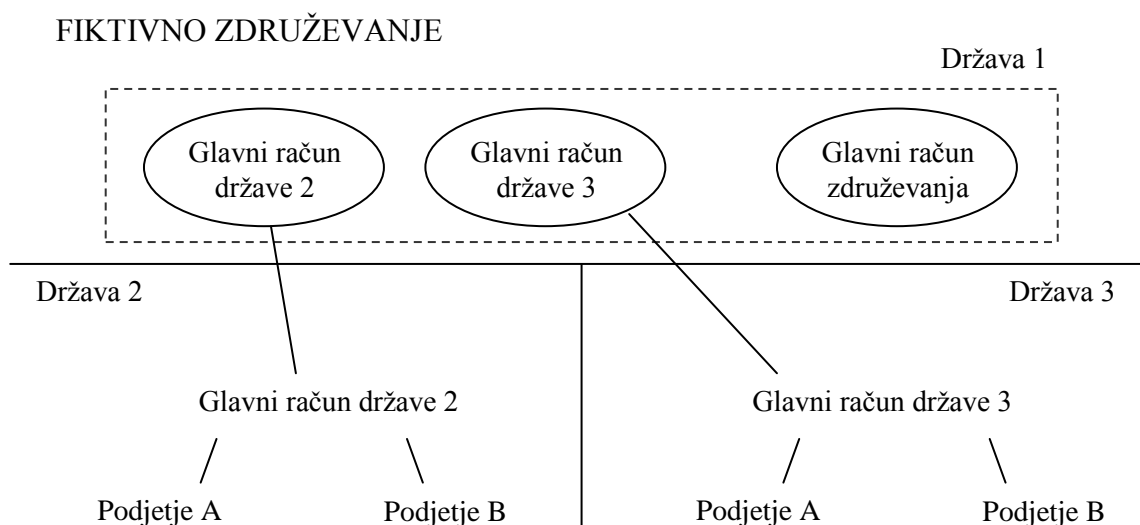 FIKTIVNO ZDRUŽEVANJE
Država 1
Glavni račun
države 2
Glavni račun
države 3
Glavni račun
združevanja
Država 2
Država 3
Glavni račun države 2
Glavni račun države 3
Podjetje A
Podjetje B
Podjetje A
Podjetje B